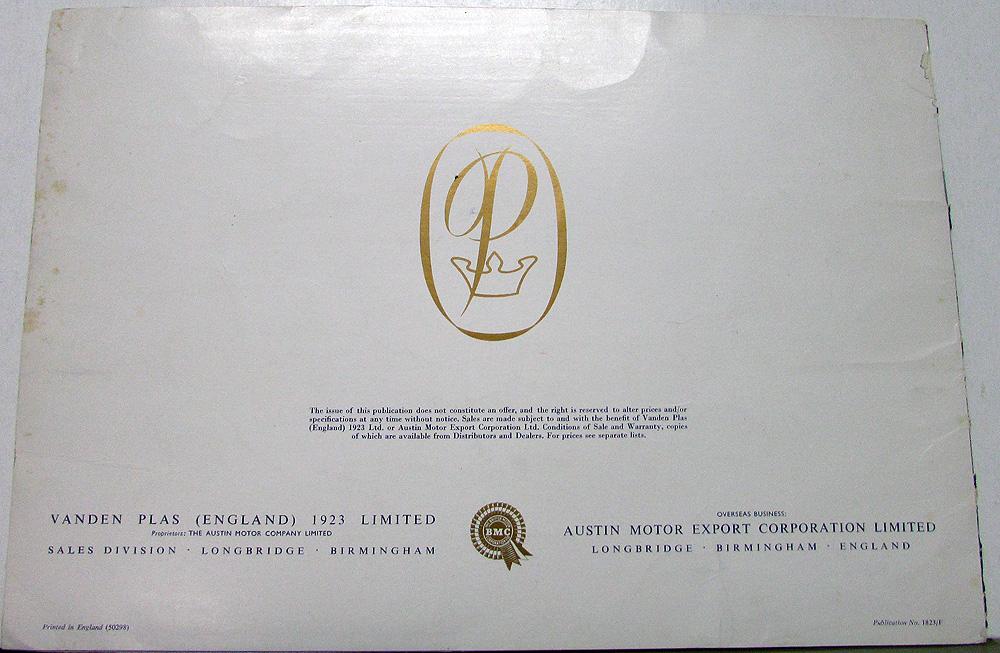 P
The issue of this publication does not constitute an offer, and the right is reserved to alter prices and/or
specifications at any time without notice. Sales are made subject to and with the benefit of Vanden Plas
(England) 1923 Ltd. or Austin Motor Export Corporation Ltd. Conditions of Sale and Warranty, copies
of which are available from Distributors and Dealers. For prices see separate lists.
VANDEN PLAS (ENGLAND) 1923 LIMITED
Proprietors: THE AUSTIN MOTOR COMPANY LIMITED
SALES DIVISION · LONGBRIDGE · BIRMINGHAM
BMC
OVERSEAS BUSINESS:
AUSTIN MOTOR EXPORT CORPORATION LIMITED
LONGBRIDGE · BIRMINGHAM · ENGLAND
Printed in England (50298)
Publication No. 1823/F